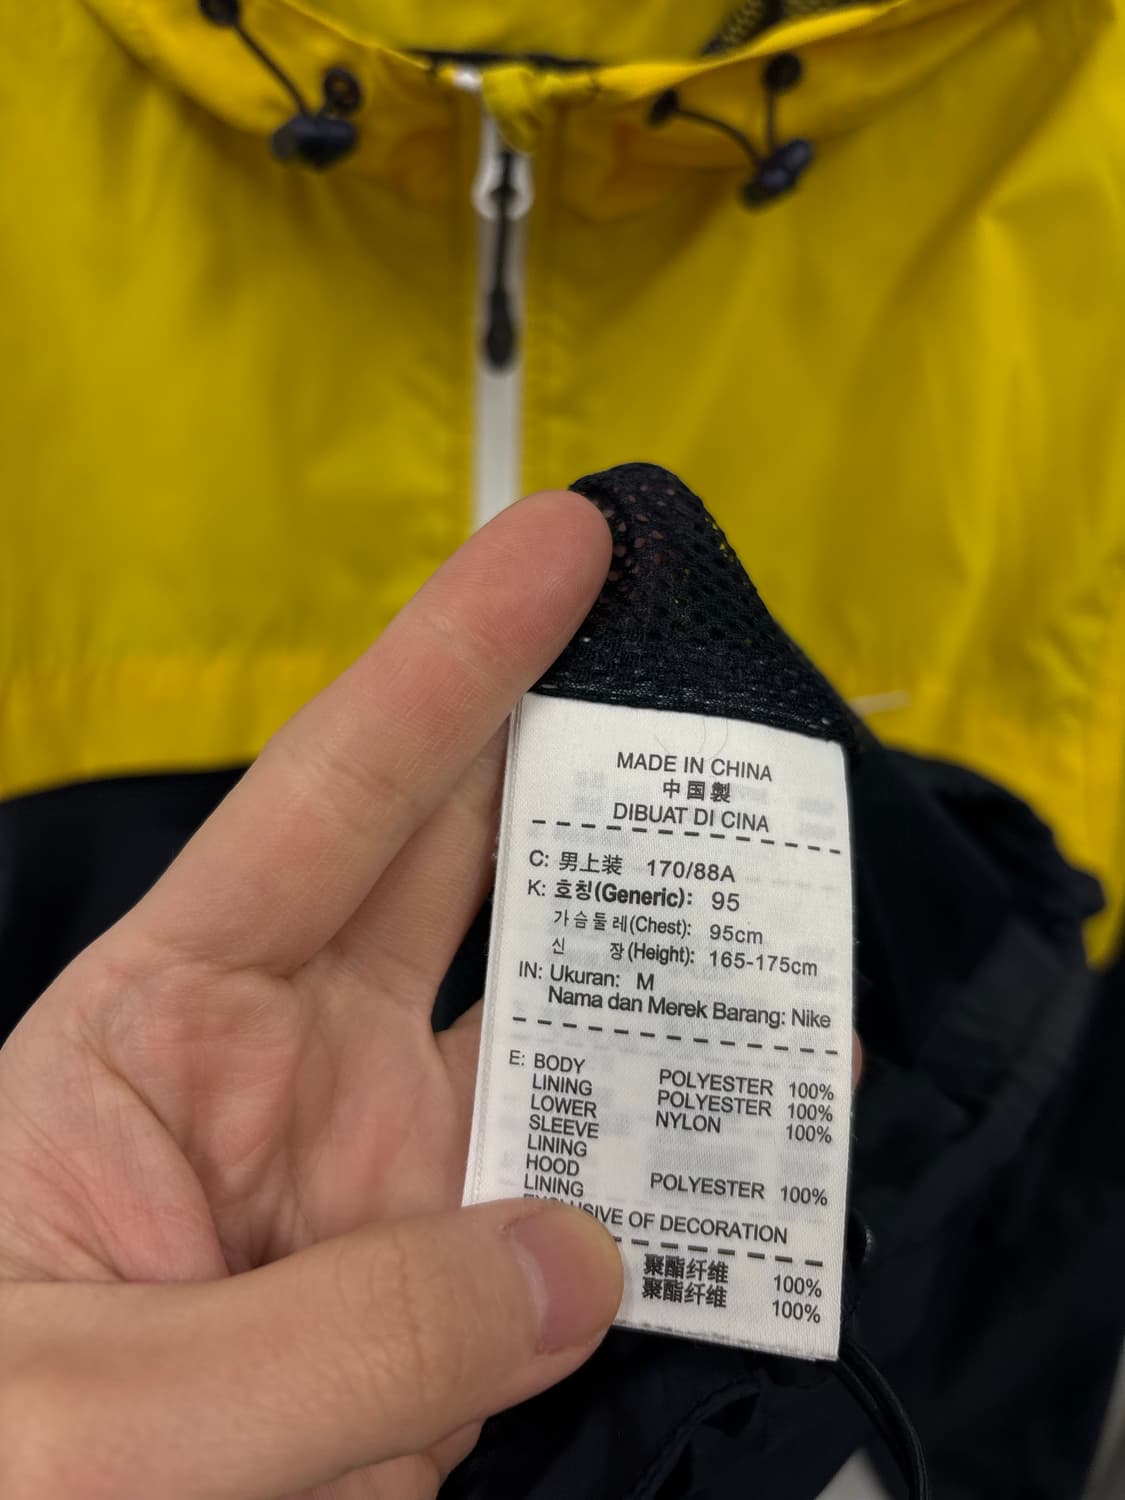 MADE IN CHINA
中国製
DIBUAT DI CINA
C: 男上装 170/88A
K: 호칭(Generic): 95
가슴둘레(Chest): 95cm
신 장(Height): 165-175cm
IN: Ukuran: M
Nama dan Merek Barang: Nike
E: BODY POLYESTER 100%
LINING POLYESTER 100%
LOWER NYLON 100%
SLEEVE
LINING
HOOD POLYESTER 100%
LINING
OF DECORATION
聚酯纤维 100%
聚酯纤维 100%